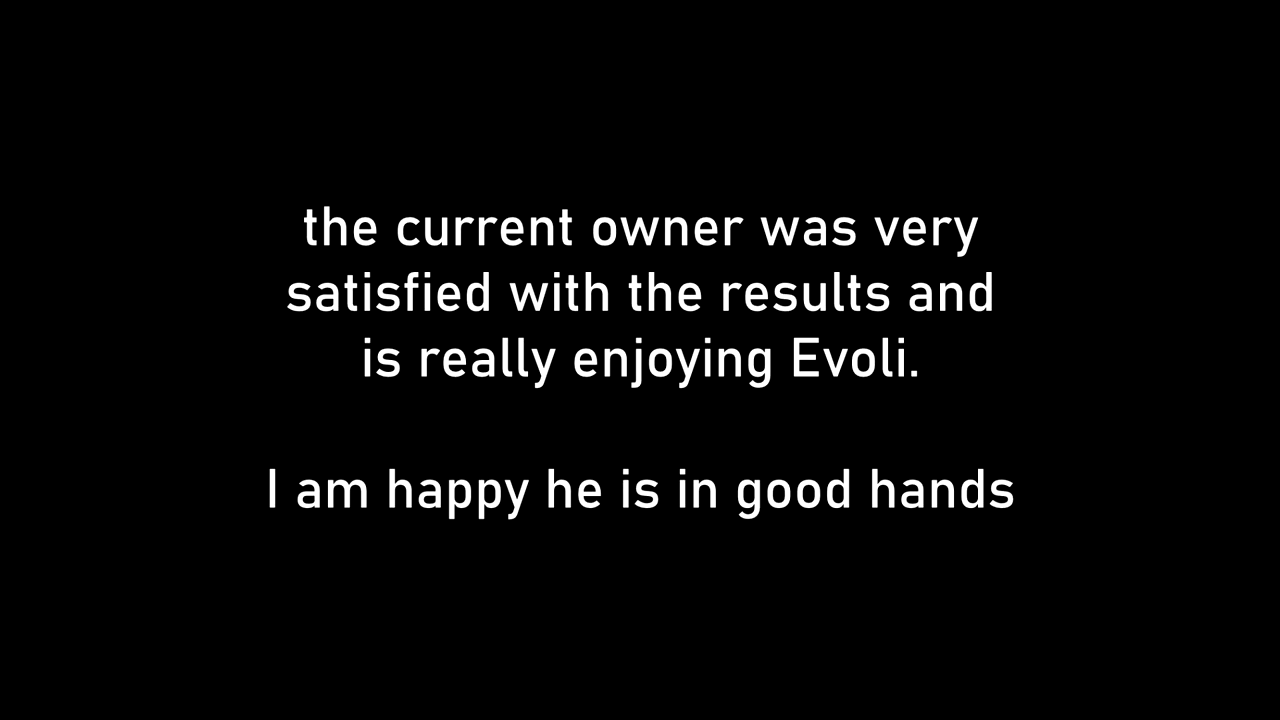 the current owner was very
satisfied with the results and
is really enjoying Evoli.
I am happy he is in good hands